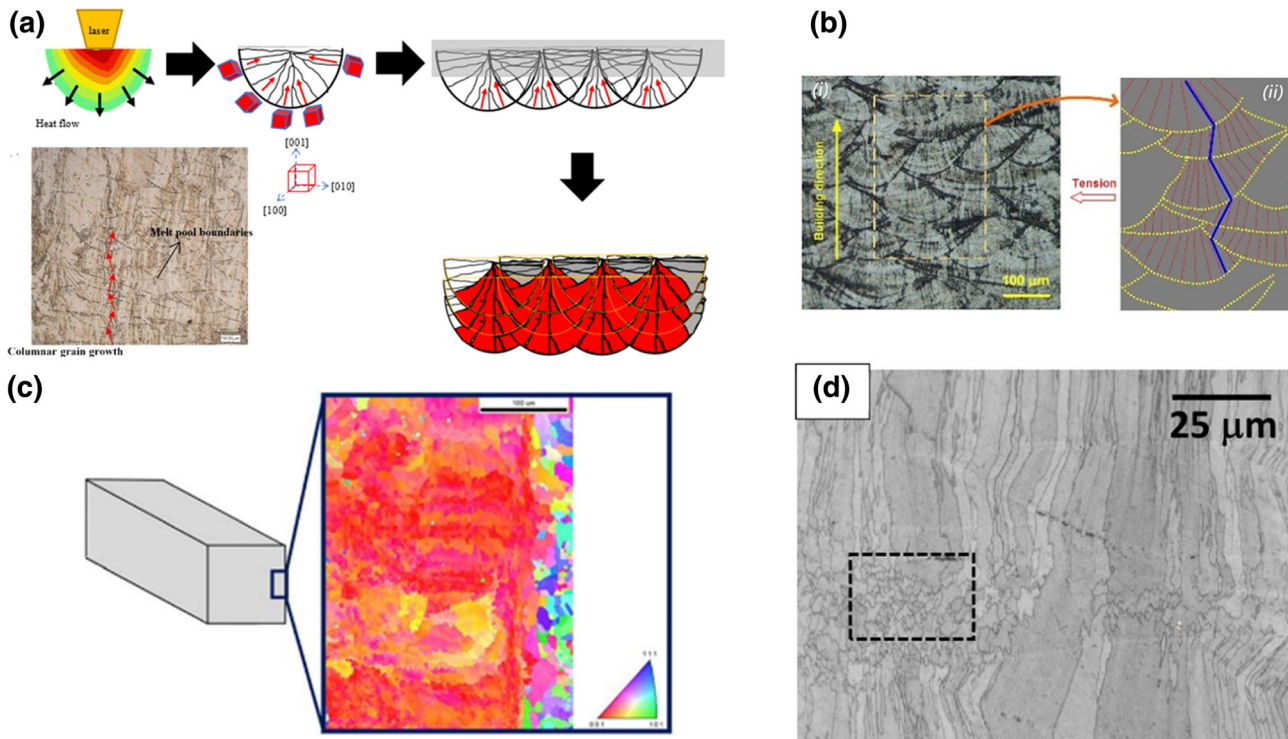 (a)
laser
Heat flow
[001]
[010]
[100]
Melt pool boundaries
Columnar grain growth
(b)
(i)
Building direction
100 μm
Tension
(ii)
(c)
100 um
111
001
101
(d)
25 μm